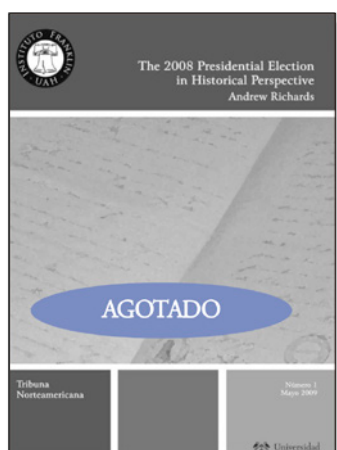 INSTITUTO FRANKLIN
· UAH ·
The 2008 Presidential Election
in Historical Perspective
Andrew Richards
AGOTADO
Tribuna
Norteamericana
Número 1
Mayo 2009
Universidad